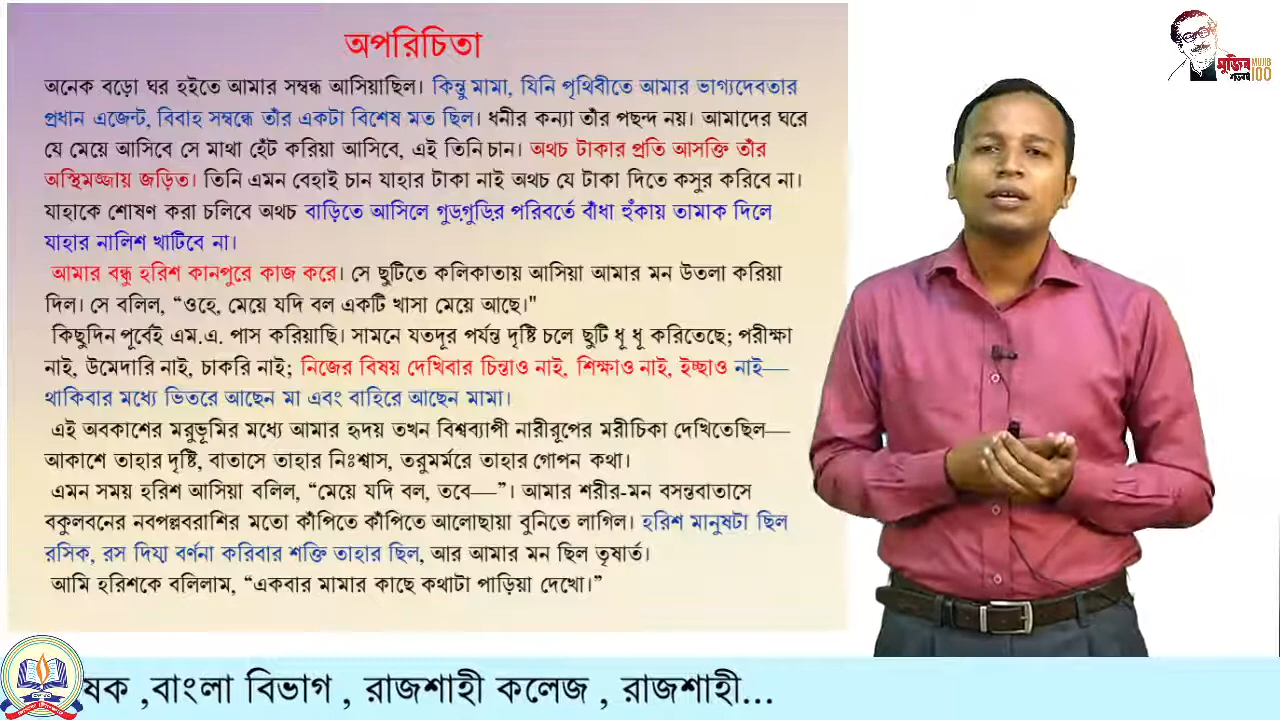 অপরিচিতা
অনেক বড়ো ঘর হইতে আমার সম্বন্ধ আসিয়াছিল। কিন্তু মামা, যিনি পৃথিবীতে আমার ভাগ্যদেবতার
প্রধান এজেন্ট, বিবাহ সম্বন্ধে তাঁর একটা বিশেষ মত ছিল। ধনীর কন্যা তাঁর পছন্দ নয়। আমাদের ঘরে
যে মেয়ে আসিবে সে মাথা হেঁট করিয়া আসিবে, এই তিনি চান। অথচ টাকার প্রতি আসক্তি তাঁর
অস্থিমজ্জায় জড়িত। তিনি এমন বেহাই চান যাহার টাকা নাই অথচ যে টাকা দিতে কসুর করিবে না।
যাহাকে শোষণ করা চলিবে অথচ বাড়িতে আসিলে গুড়গুড়ির পরিবর্তে বাঁধা হুঁকায় তামাক দিলে
যাহার নালিশ খাটিবে না।
আমার বন্ধু হরিশ কানপুরে কাজ করে। সে ছুটিতে কলিকাতায় আসিয়া আমার মন উতলা করিয়া
দিল। সে বলিল, “ওহে, মেয়ে যদি বল একটি খাসা মেয়ে আছে।"
কিছুদিন পূর্বেই এম.এ. পাস করিয়াছি। সামনে যতদূর পর্যন্ত দৃষ্টি চলে ছুটি ধূ ধূ করিতেছে; পরীক্ষা
নাই, উমেদারি নাই, চাকরি নাই; নিজের বিষয় দেখিবার চিন্তাও নাই, শিক্ষাও নাই, ইচ্ছাও নাই—
থাকিবার মধ্যে ভিতরে আছেন মা এবং বাহিরে আছেন মামা।
এই অবকাশের মরুভূমির মধ্যে আমার হৃদয় তখন বিশ্বব্যাপী নারীরূপের মরীচিকা দেখিতেছিল—
আকাশে তাহার দৃষ্টি, বাতাসে তাহার নিঃশ্বাস, তরুমর্মরে তাহার গোপন কথা।
এমন সময় হরিশ আসিয়া বলিল, “মেয়ে যদি বল, তবে—”। আমার শরীর-মন বসন্তবাতাসে
বকুলবনের নবপল্লবরাশির মতো কাঁপিতে কাঁপিতে আলোছায়া বুনিতে লাগিল। হরিশ মানুষটা ছিল
রসিক, রস দিয়া বর্ণনা করিবার শক্তি তাহার ছিল, আর আমার মন ছিল তৃষার্ত।
আমি হরিশকে বলিলাম, “একবার মামার কাছে কথাটা পাড়িয়া দেখো।”
মুজিব MUJIB
শতবর্ষ 100
ষক ,বাংলা বিভাগ , রাজশাহী কলেজ , রাজশাহী...